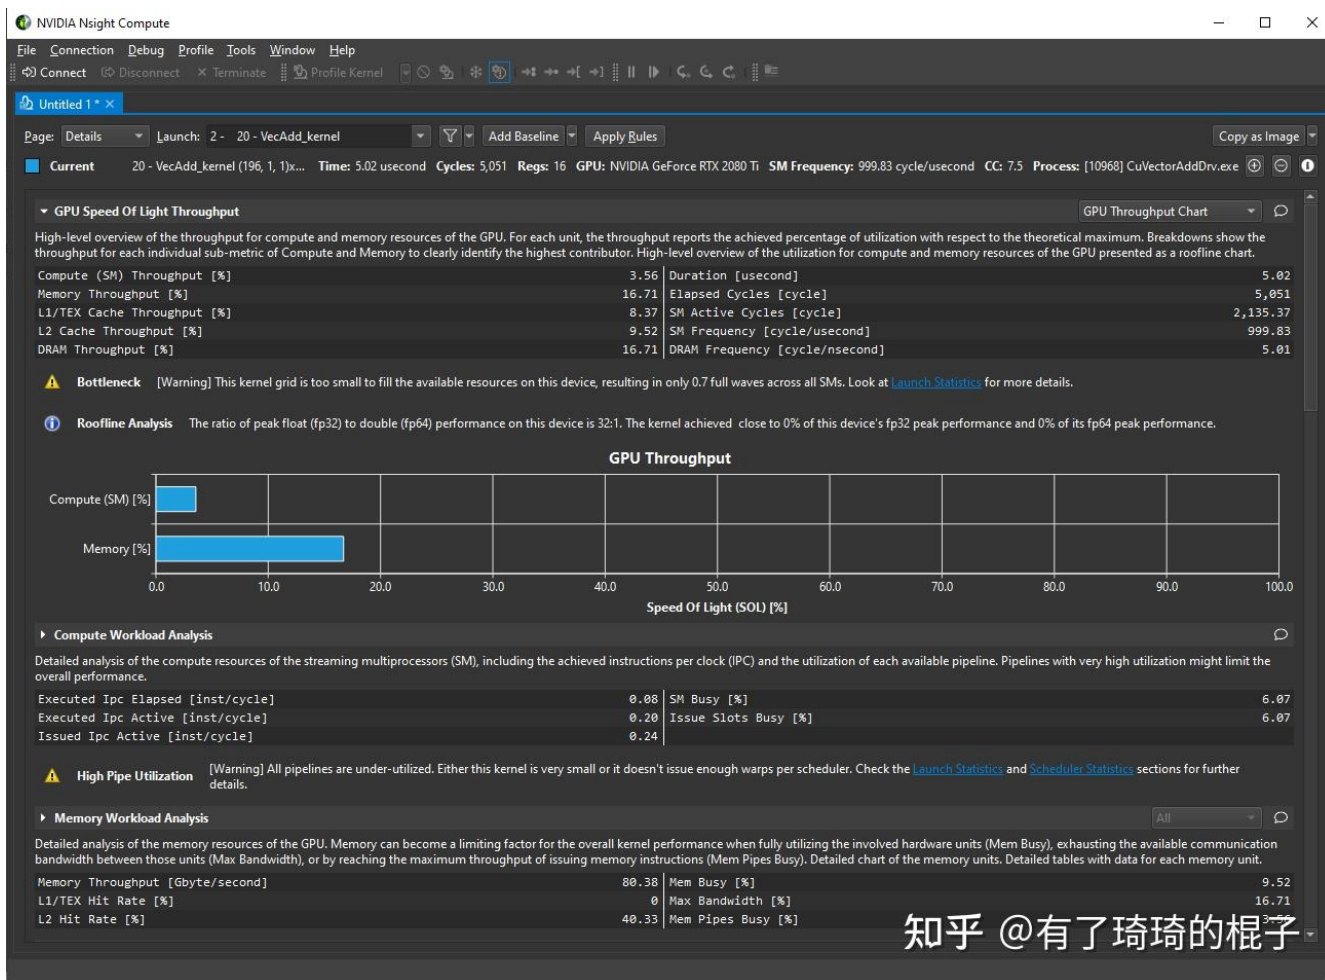 NVIDIA Nsight Compute
File Connection Debug Profile Tools Window Help
Connect Disconnect Terminate Profile Kernel
Untitled 1 *
Page: Details Launch: 2 - 20 - VecAdd_kernel Add Baseline Apply Rules Copy as Image
Current 20 - VecAdd_kernel (196, 1, 1)x... Time: 5.02 usecond Cycles: 5,051 Regs: 16 GPU: NVIDIA GeForce RTX 2080 Ti SM Frequency: 999.83 cycle/usecond CC: 7.5 Process: [10968] CuVectorAddDrv.exe
GPU Speed Of Light Throughput GPU Throughput Chart
High-level overview of the throughput for compute and memory resources of the GPU. For each unit, the throughput reports the achieved percentage of utilization with respect to the theoretical maximum. Breakdowns show the
throughput for each individual sub-metric of Compute and Memory to clearly identify the highest contributor. High-level overview of the utilization for compute and memory resources of the GPU presented as a roofline chart.
Compute (SM) Throughput [%] 3.56 Duration [usecond] 5.02
Memory Throughput [%] 16.71 Elapsed Cycles [cycle] 5,051
L1/TEX Cache Throughput [%] 8.37 SM Active Cycles [cycle] 2,135.37
L2 Cache Throughput [%] 9.52 SM Frequency [cycle/usecond] 999.83
DRAM Throughput [%] 16.71 DRAM Frequency [cycle/nsecond] 5.01
Bottleneck [Warning] This kernel grid is too small to fill the available resources on this device, resulting in only 0.7 full waves across all SMs. Look at Launch Statistics for more details.
Roofline Analysis The ratio of peak float (fp32) to double (fp64) performance on this device is 32:1. The kernel achieved close to 0% of this device's fp32 peak performance and 0% of its fp64 peak performance.
GPU Throughput
Compute (SM) [%]
Memory [%]
0.0 10.0 20.0 30.0 40.0 50.0 60.0 70.0 80.0 90.0 100.0
Speed Of Light (SOL) [%]
Compute Workload Analysis
Detailed analysis of the compute resources of the streaming multiprocessors (SM), including the achieved instructions per clock (IPC) and the utilization of each available pipeline. Pipelines with very high utilization might limit the
overall performance.
Executed Ipc Elapsed [inst/cycle] 0.08 SM Busy [%] 6.07
Executed Ipc Active [inst/cycle] 0.20 Issue Slots Busy [%] 6.07
Issued Ipc Active [inst/cycle] 0.24
High Pipe Utilization [Warning] All pipelines are under-utilized. Either this kernel is very small or it doesn't issue enough warps per scheduler. Check the Launch Statistics and Scheduler Statistics sections for further
details.
Memory Workload Analysis All
Detailed analysis of the memory resources of the GPU. Memory can become a limiting factor for the overall kernel performance when fully utilizing the involved hardware units (Mem Busy), exhausting the available communication
bandwidth between those units (Max Bandwidth), or by reaching the maximum throughput of issuing memory instructions (Mem Pipes Busy). Detailed chart of the memory units. Detailed tables with data for each memory unit.
Memory Throughput [Gbyte/second] 80.38 Mem Busy [%] 9.52
L1/TEX Hit Rate [%] 0 Max Bandwidth [%] 16.71
L2 Hit Rate [%] 40.33 Mem Pipes Busy [%]
知乎 @有了琦琦的棍子